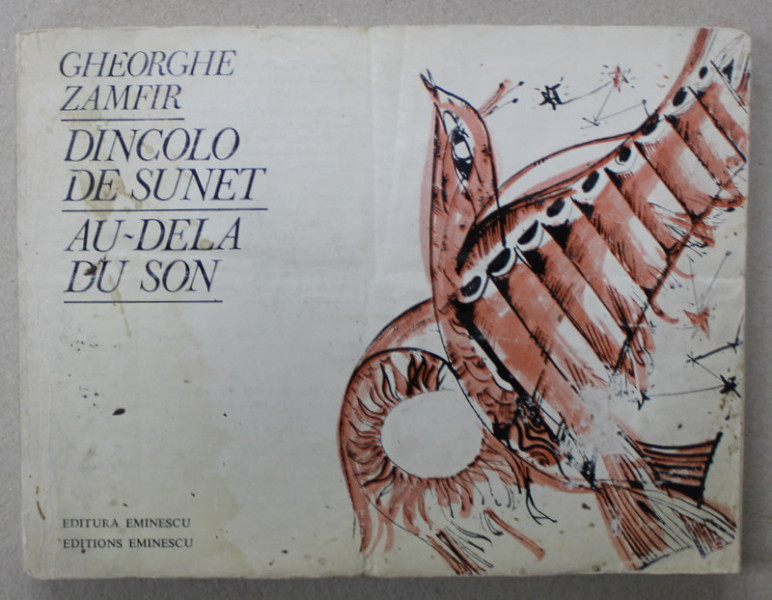 GHEORGHE
ZAMFIR
DINCOLO
DE SUNET
AU-DELA
DU SON
EDITURA EMINESCU
EDITIONS EMINESCU